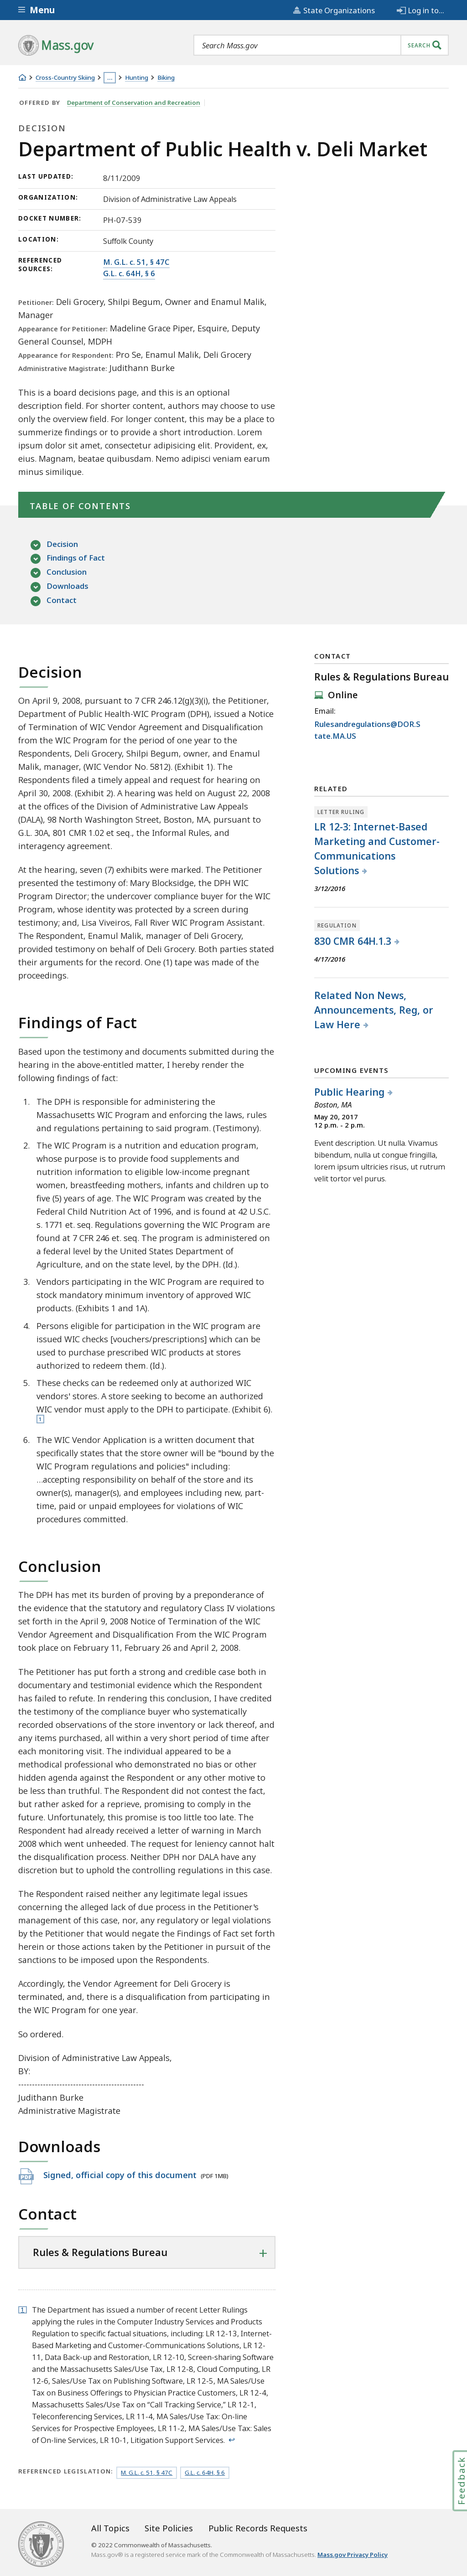 Menu
State Organizations
Log in to...
Mass.gov
Search Mass.gov
SEARCH
Cross-Country Skiing
...
Hunting
Biking
OFFERED BY Department of Conservation and Recreation
DECISION
Department of Public Health v. Deli Market
LAST UPDATED: 8/11/2009
ORGANIZATION: Division of Administrative Law Appeals
DOCKET NUMBER: PH-07-539
LOCATION: Suffolk County
REFERENCED
SOURCES:
M. G.L. c. 51, § 47C
G.L. c. 64H, § 6
Petitioner: Deli Grocery, Shilpi Begum, Owner and Enamul Malik,
Manager
Appearance for Petitioner: Madeline Grace Piper, Esquire, Deputy
General Counsel, MDPH
Appearance for Respondent: Pro Se, Enamul Malik, Deli Grocery
Administrative Magistrate: Judithann Burke
This is a board decisions page, and this is an optional
description field. For shorter content, authors may choose to use
only the overview field. For longer content, this may be a place to
summerize findings or to provide a short introduction. Lorem
ipsum dolor sit amet, consectetur adipisicing elit. Provident, ex,
eius. Magnam, beatae quibusdam. Nemo adipisci veniam earum
minus similique.
TABLE OF CONTENTS
Decision
Findings of Fact
Conclusion
Downloads
Contact
Decision
On April 9, 2008, pursuant to 7 CFR 246.12(g)(3)(i), the Petitioner,
Department of Public Health-WIC Program (DPH), issued a Notice
of Termination of WIC Vendor Agreement and Disqualification
from the WIC Program for the period of one year to the
Respondents, Deli Grocery, Shilpi Begum, owner, and Enamul
Malik, manager, (WIC Vendor No. 5812). (Exhibit 1). The
Respondents filed a timely appeal and request for hearing on
April 30, 2008. (Exhibit 2). A hearing was held on August 22, 2008
at the offices of the Division of Administrative Law Appeals
(DALA), 98 North Washington Street, Boston, MA, pursuant to
G.L. 30A, 801 CMR 1.02 et seq., the Informal Rules, and
interagency agreement.
At the hearing, seven (7) exhibits were marked. The Petitioner
presented the testimony of: Mary Blocksidge, the DPH WIC
Program Director; the undercover compliance buyer for the WIC
Program, whose identity was protected by a screen during
testimony; and, Lisa Viveiros, Fall River WIC Program Assistant.
The Respondent, Enamul Malik, manager of Deli Grocery,
provided testimony on behalf of Deli Grocery. Both parties stated
their arguments for the record. One (1) tape was made of the
proceedings.
Findings of Fact
Based upon the testimony and documents submitted during the
hearing in the above-entitled matter, I hereby render the
following findings of fact:
1. The DPH is responsible for administering the
Massachusetts WIC Program and enforcing the laws, rules
and regulations pertaining to said program. (Testimony).
2. The WIC Program is a nutrition and education program,
whose purpose is to provide food supplements and
nutrition information to eligible low-income pregnant
women, breastfeeding mothers, infants and children up to
five (5) years of age. The WIC Program was created by the
Federal Child Nutrition Act of 1996, and is found at 42 U.S.C.
s. 1771 et. seq. Regulations governing the WIC Program are
found at 7 CFR 246 et. seq. The program is administered on
a federal level by the United States Department of
Agriculture, and on the state level, by the DPH. (Id.).
3. Vendors participating in the WIC Program are required to
stock mandatory minimum inventory of approved WIC
products. (Exhibits 1 and 1A).
4. Persons eligible for participation in the WIC program are
issued WIC checks [vouchers/prescriptions] which can be
used to purchase prescribed WIC products at stores
authorized to redeem them. (Id.).
5. These checks can be redeemed only at authorized WIC
vendors' stores. A store seeking to become an authorized
WIC vendor must apply to the DPH to participate. (Exhibit 6).
1
6. The WIC Vendor Application is a written document that
specifically states that the store owner will be "bound by the
WIC Program regulations and policies" including:
...accepting responsibility on behalf of the store and its
owner(s), manager(s), and employees including new, part-
time, paid or unpaid employees for violations of WIC
procedures committed.
Conclusion
The DPH has met its burden of proving by a preponderance of
the evidence that the statutory and regulatory Class IV violations
set forth in the April 9, 2008 Notice of Termination of the WIC
Vendor Agreement and Disqualification From the WIC Program
took place on February 11, February 26 and April 2, 2008.
The Petitioner has put forth a strong and credible case both in
documentary and testimonial evidence which the Respondent
has failed to refute. In rendering this conclusion, I have credited
the testimony of the compliance buyer who systematically
recorded observations of the store inventory or lack thereof, and
any items purchased, all within a very short period of time after
each monitoring visit. The individual appeared to be a
methodical professional who demonstrated no bias or other
hidden agenda against the Respondent or any other motive to
be less than truthful. The Respondent did not contest the fact,
but rather asked for a reprieve, promising to comply in the
future. Unfortunately, this promise is too little too late. The
Respondent had already received a letter of warning in March
2008 which went unheeded. The request for leniency cannot halt
the disqualification process. Neither DPH nor DALA have any
discretion but to uphold the controlling regulations in this case.
The Respondent raised neither any legitimate legal issues
concerning the alleged lack of due process in the Petitioner's
investigation of the case, nor, any regulatory or legal violations
by the Petitioner that would negate the Findings of Fact set forth
herein or those actions taken by the Petitioner in pursuit of the
sanctions to be imposed upon the Respondents.
Accordingly, the Vendor Agreement for Deli Grocery is
terminated, and, there is a disqualification from participating in
the WIC Program for one year.
So ordered.
Division of Administrative Law Appeals,
BY:
----------------------------------------------
Judithann Burke
Administrative Magistrate
Downloads
Signed, official copy of this document (PDF 1MB)
Contact
Rules & Regulations Bureau
1 The Department has issued a number of recent Letter Rulings
applying the rules in the Computer Industry Services and Products
Regulation to specific factual situations, including: LR 12-13, Internet-
Based Marketing and Customer-Communications Solutions, LR 12-
11, Data Back-up and Restoration, LR 12-10, Screen-sharing Software
and the Massachusetts Sales/Use Tax, LR 12-8, Cloud Computing, LR
12-6, Sales/Use Tax on Publishing Software, LR 12-5, MA Sales/Use
Tax on Business Offerings to Physician Practice Customers, LR 12-4,
Massachusetts Sales/Use Tax on “Call Tracking Service,” LR 12-1,
Teleconferencing Services, LR 11-4, MA Sales/Use Tax: On-line
Services for Prospective Employees, LR 11-2, MA Sales/Use Tax: Sales
of On-line Services, LR 10-1, Litigation Support Services. ↩
REFERENCED LEGISLATION: M. G.L. c. 51, § 47C G.L. c. 64H, § 6
CONTACT
Rules & Regulations Bureau
Online
Email:
Rulesandregulations@DOR.S
tate.MA.US
RELATED
LETTER RULING
LR 12-3: Internet-Based
Marketing and Customer-
Communications
Solutions
3/12/2016
REGULATION
830 CMR 64H.1.3
4/17/2016
Related Non News,
Announcements, Reg, or
Law Here
UPCOMING EVENTS
Public Hearing
Boston, MA
May 20, 2017
12 p.m. - 2 p.m.
Event description. Ut nulla. Vivamus
bibendum, nulla ut congue fringilla,
lorem ipsum ultricies risus, ut rutrum
velit tortor vel purus.
Feedback
All Topics
Site Policies
Public Records Requests
© 2022 Commonwealth of Massachusetts.
Mass.gov® is a registered service mark of the Commonwealth of Massachusetts. Mass.gov Privacy Policy